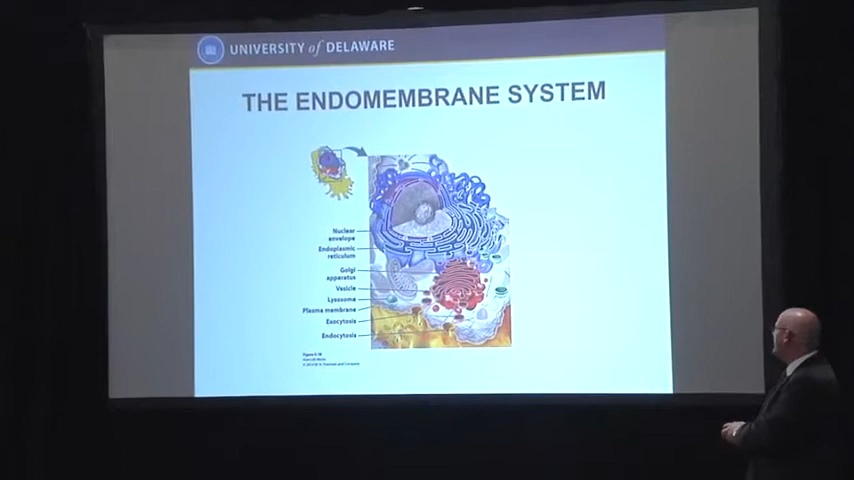 UNIVERSITY of DELAWARE
THE ENDOMEMBRANE SYSTEM
Nuclear
envelope
Endoplasmic
reticulum
Golgi
apparatus
Vesicle
Lysosome
Plasma membrane
Exocytosis
Endocytosis